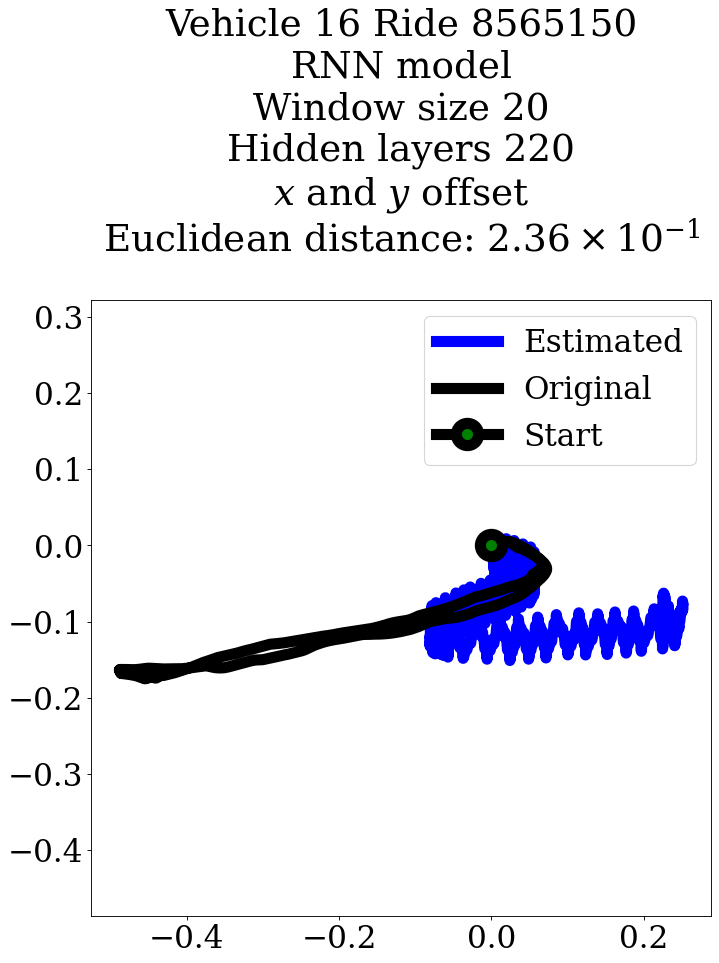 Vehicle 16 Ride 8565150
RNN model
Window size 20
Hidden layers 220
x and y offset
Euclidean distance: 2.36 × 10⁻¹
Estimated
Original
Start
0.3
0.2
0.1
0.0
−0.1
−0.2
−0.3
−0.4
−0.4 −0.2 0.0 0.2